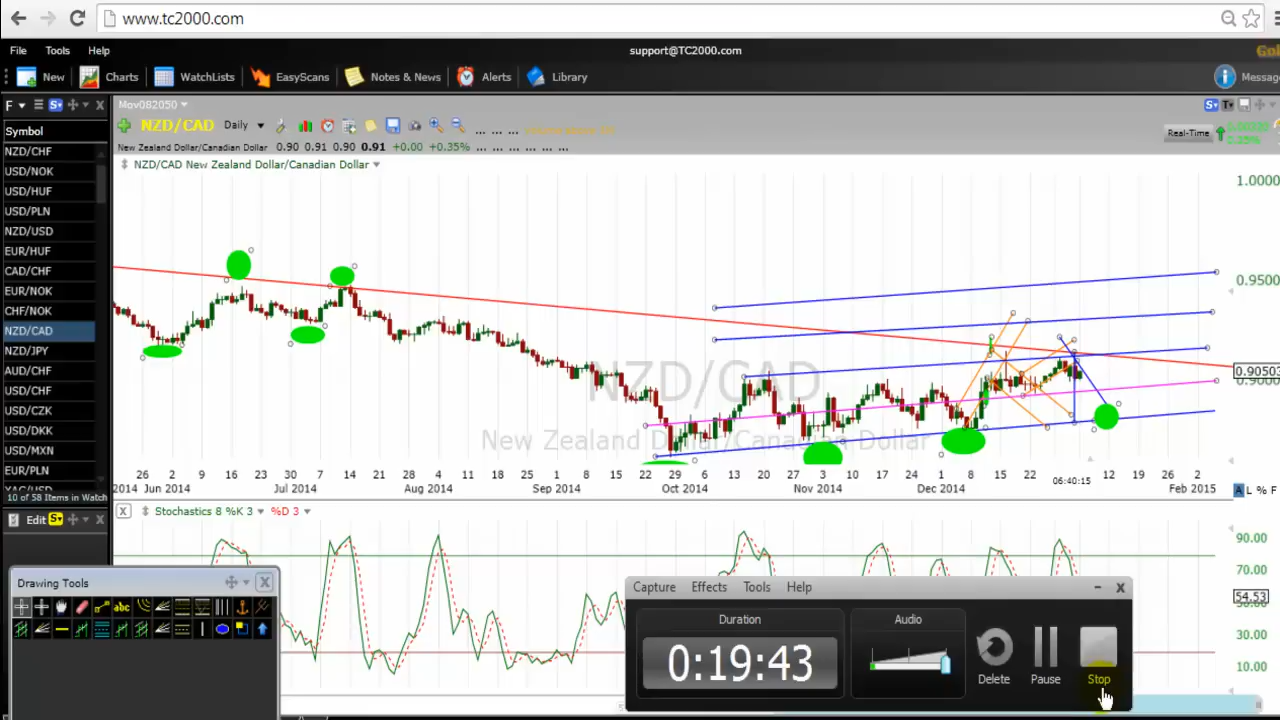 www.tc2000.com
File Tools Help support@TC2000.com
New Charts WatchLists EasyScans Notes & News Alerts Library
F S
Mov082050
Symbol
NZD/CAD Daily
Real-Time
New Zealand Dollar/Canadian Dollar 0.90 0.91 0.90 0.91 +0.00 +0.35% ... ... ... ... ... ...
NZD/CAD New Zealand Dollar/Canadian Dollar
NZD/CHF
USD/NOK
USD/HUF
USD/PLN
NZD/USD
EUR/HUF
CAD/CHF
EUR/NOK
CHF/NOK
NZD/CAD
NZD/JPY
AUD/CHF
USD/CHF
USD/CZK
USD/DKK
USD/MXN
EUR/PLN
10 of 58 Items in Watch
1.0000
0.9500
0.9050
0.9000
NZD/CAD
New Zealand Dollar/Canadian Dollar
26 2 9 16 23 30 7 14 21 28 4 11 18 25 1 8 15 22 29 6 13 20 27 3 10 17 24 1 8 15 22 12 19 26 2
2014 Jun 2014 Jul 2014 Aug 2014 Sep 2014 Oct 2014 Nov 2014 Dec 2014 06:40:15 Feb 2015
A L % F
Edit S
Stochastics 8 %K 3 %D 3
90.00
70.00
54.53
30.00
10.00
Drawing Tools
abc
Capture Effects Tools Help
Duration
0:19:43
Audio
Delete Pause Stop